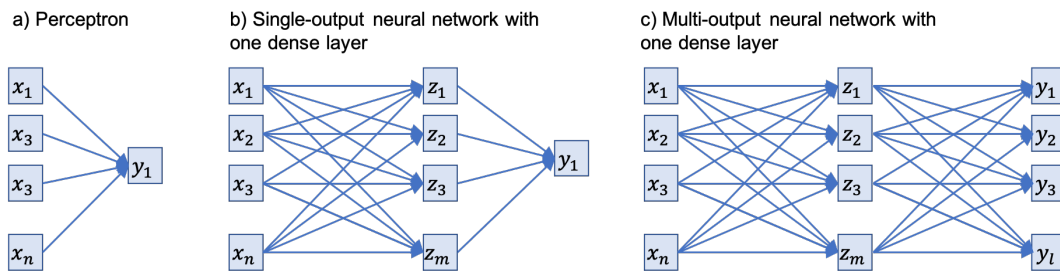 a) Perceptron
x₁
x₃
x₃
xₙ
y₁
b) Single-output neural network with
one dense layer
x₁
x₂
x₃
xₙ
z₁
z₂
z₃
zₘ
y₁
c) Multi-output neural network with
one dense layer
x₁
x₂
x₃
xₙ
z₁
z₂
z₃
zₘ
y₁
y₂
y₃
yₗ